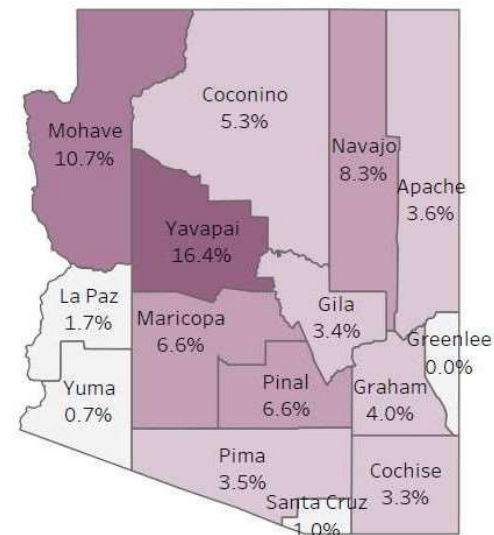 Coconino
5.3%
Mohave
10.7%
Navajo
8.3%
Apache
3.6%
Yavapai
16.4%
La Paz
1.7%
Maricopa
6.6%
Gila
3.4%
Greenlee
0.0%
Yuma
0.7%
Pinal
6.6%
Graham
4.0%
Pima
3.5%
Cochise
3.3%
Santa Cruz
1.0%